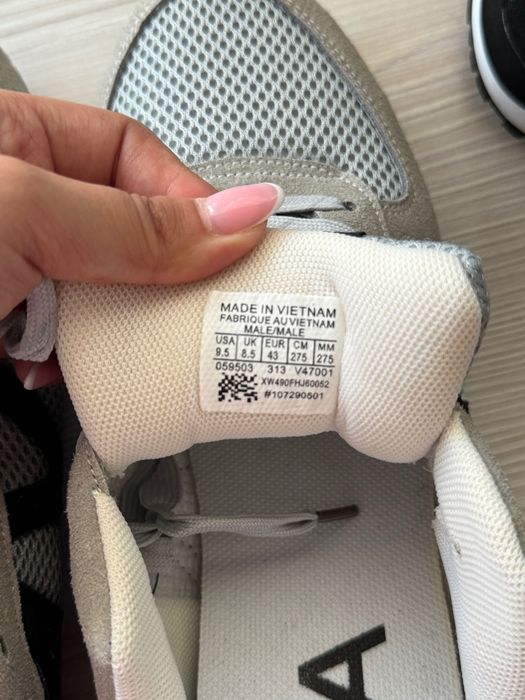 MADE IN VIETNAM
FABRIQUE AU VIETNAM
MALE/MALE
USA UK EUR CM MM
9.5 8.5 43 275 275
059503 313 V47001
XW490FHJ60052
#107290501
A